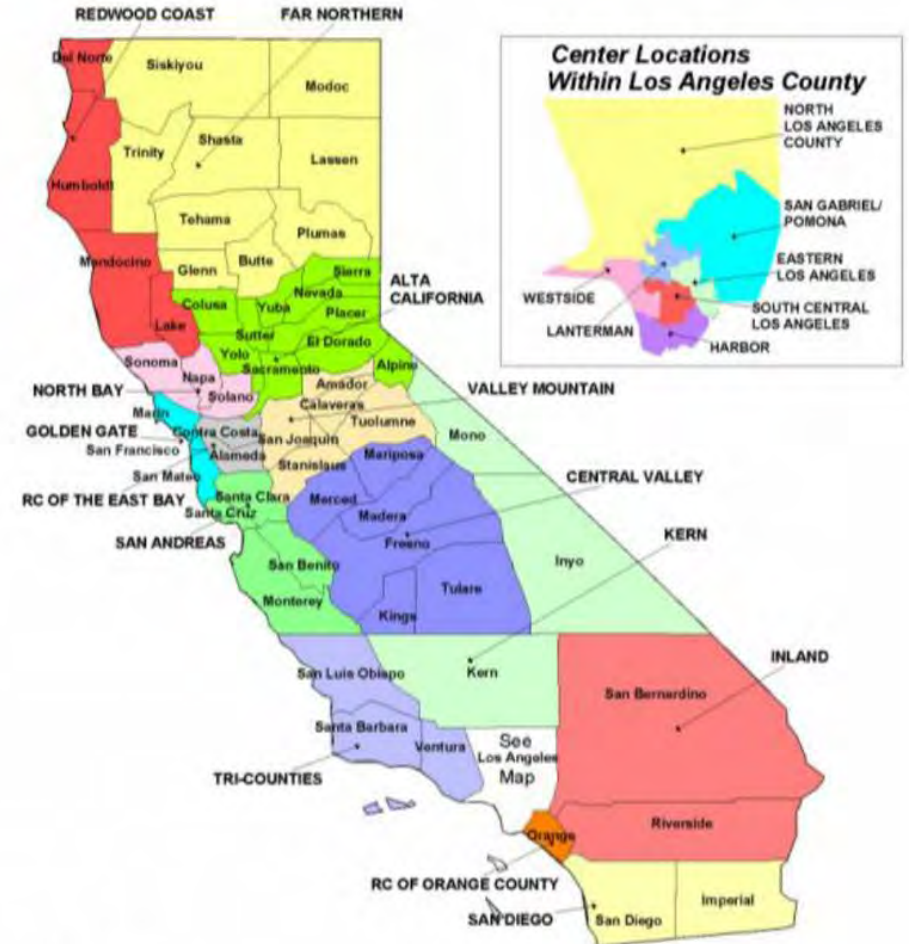 REDWOOD COAST
FAR NORTHERN
Del Norte
Siskiyou
Modoc
Trinity
Shasta
Lassen
Humboldt
Tehama
Plumas
Mendocino
Glenn
Butte
Sierra
Colusa
Yuba
Nevada
Placer
ALTA
CALIFORNIA
Lake
Sutter
El Dorado
Yolo
Sacramento
Alpine
Sonoma
Napa
Solano
Amador
NORTH BAY
Calaveras
VALLEY MOUNTAIN
Marin
Tuolumne
GOLDEN GATE
Contra Costa
San Joaquin
Mono
San Francisco
Alameda
Stanislaus
Mariposa
San Mateo
CENTRAL VALLEY
RC OF THE EAST BAY
Santa Clara
Merced
Santa Cruz
Madera
SAN ANDREAS
Fresno
KERN
San Benito
Inyo
Tulare
Monterey
Kings
San Luis Obispo
Kern
INLAND
San Bernardino
Santa Barbara
Ventura
See
Los Angeles
Map
TRI-COUNTIES
Orange
Riverside
RC OF ORANGE COUNTY
Imperial
SAN DIEGO
San Diego
Center Locations
Within Los Angeles County
NORTH
LOS ANGELES
COUNTY
SAN GABRIEL/
POMONA
EASTERN
LOS ANGELES
WESTSIDE
SOUTH CENTRAL
LOS ANGELES
LANTERMAN
HARBOR